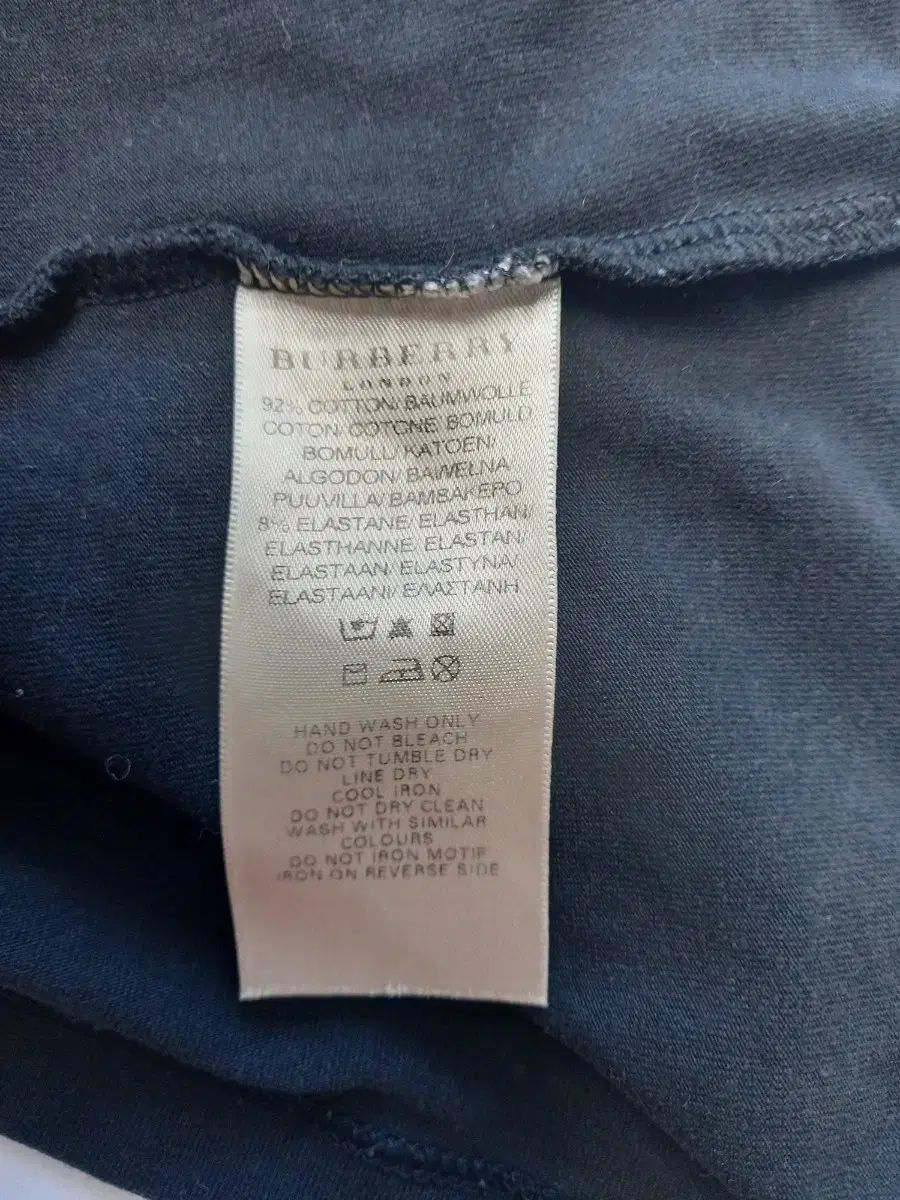 BURBERRY
LONDON
92% COTTON/BAUMWOLLE
COTON/COTONE BOMULD
BOMULL/KATOEN/
ALGODON/BAWELNA
PUUVILLA/BAMBAKEPO
8% ELASTANE/ELASTHAN/
ELASTHANNE/ELASTAN/
ELASTAAN/ELASTYNA/
ELASTAANI/ΕΛΑΣΤΑΝΗ
HAND WASH ONLY
DO NOT BLEACH
DO NOT TUMBLE DRY
LINE DRY
COOL IRON
DO NOT DRY CLEAN
WASH WITH SIMILAR
COLOURS
DO NOT IRON MOTIF
IRON ON REVERSE SIDE